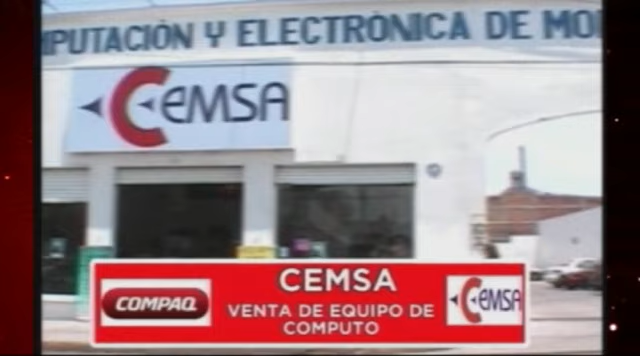 PUTACIÓN Y ELECTRÓNICA DE MO
CEMSA
CEMSA
COMPAQ
VENTA DE EQUIPO DE
COMPUTO
CEMSA